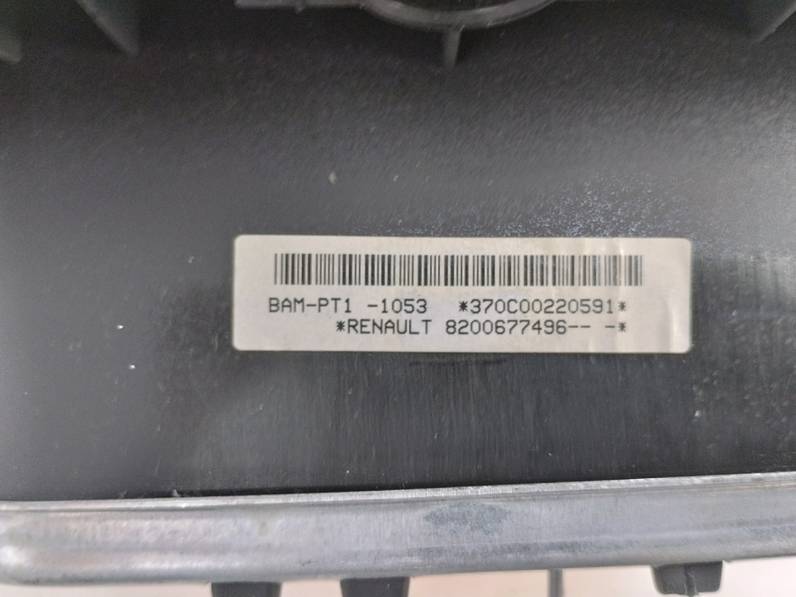 BAM-PT1 -1053 *370C00220591*
*RENAULT 8200677496-- -*